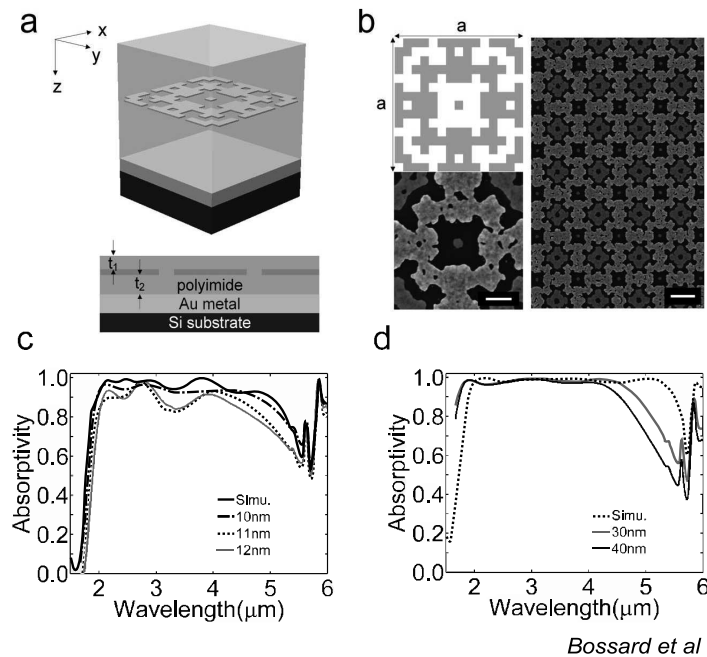 a
x
y
z
t1
t2
polyimide
Au metal
Si substrate
b
a
a
c
Absorptivity
1.0
0.8
0.6
0.4
0.2
0.0
2
3
4
5
6
Wavelength(μm)
Simu.
10nm
11nm
12nm
d
Absorptivity
1.0
0.8
0.6
0.4
0.2
0.0
2
3
4
5
6
Wavelength(μm)
Simu.
30nm
40nm
Bossard et al